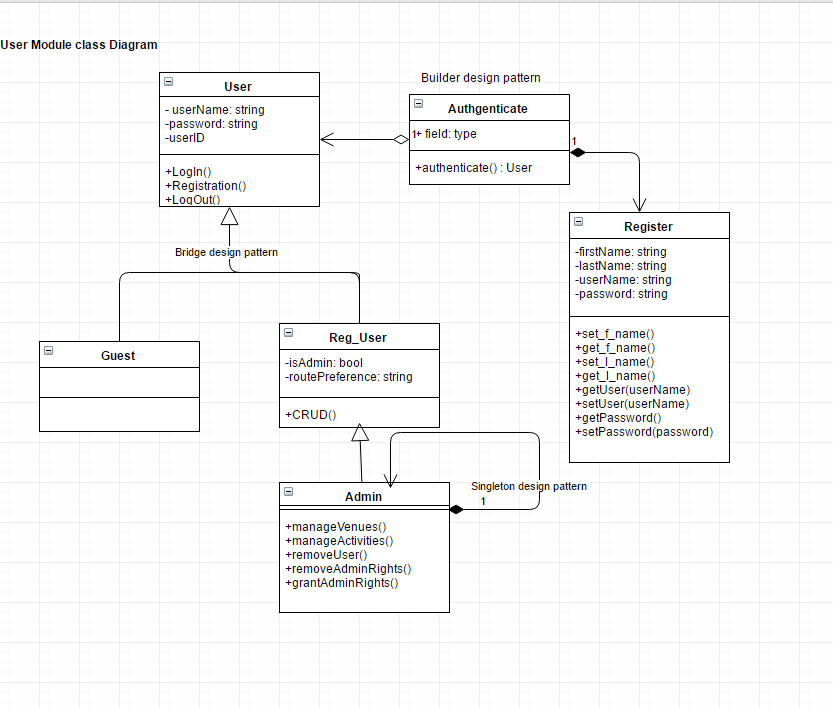 User Module class Diagram
User
- userName: string
-password: string
-userID
+LogIn()
+Registration()
+LogOut()
Builder design pattern
Authgenticate
1
+ field: type
+authenticate() : User
1
Register
-firstName: string
-lastName: string
-userName: string
-password: string
+set_f_name()
+get_f_name()
+set_l_name()
+get_l_name()
+getUser(userName)
+setUser(userName)
+getPassword()
+setPassword(password)
Bridge design pattern
Guest
Reg_User
-isAdmin: bool
-routePreference: string
+CRUD()
Admin
+manageVenues()
+manageActivities()
+removeUser()
+removeAdminRights()
+grantAdminRights()
Singleton design pattern
1